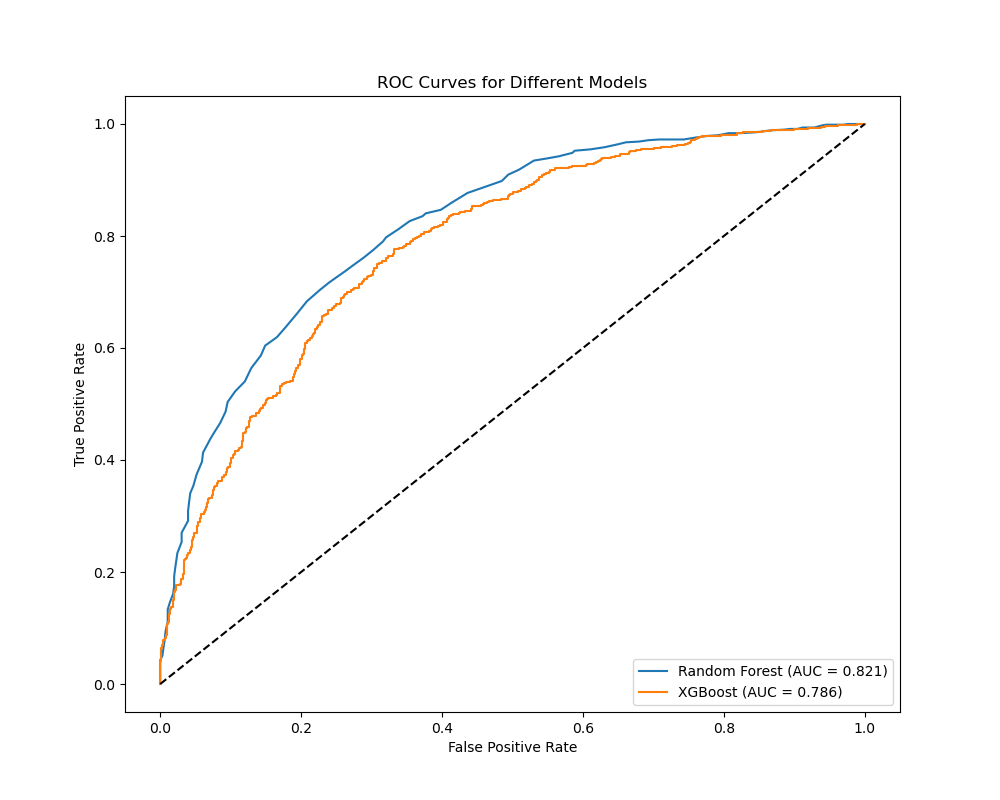 ROC Curves for Different Models
1.0
0.8
0.6
0.4
0.2
0.0
True Positive Rate
0.0 0.2 0.4 0.6 0.8 1.0
False Positive Rate
Random Forest (AUC = 0.821)
XGBoost (AUC = 0.786)